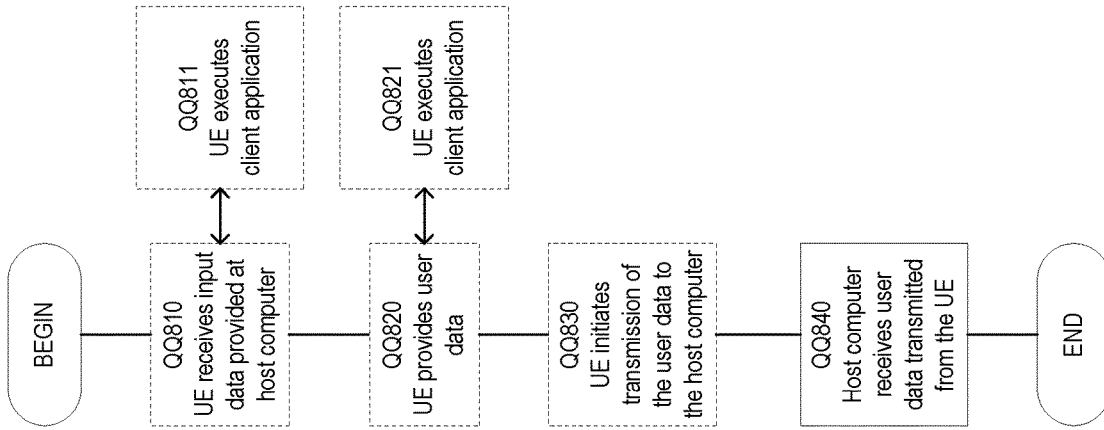 BEGIN
QQ810
UE receives input
data provided at
host computer
QQ811
UE executes
client application
QQ820
UE provides user
data
QQ821
UE executes
client application
QQ830
UE initiates
transmission of
the user data to
the host computer
QQ840
Host computer
receives user
data transmitted
from the UE
END